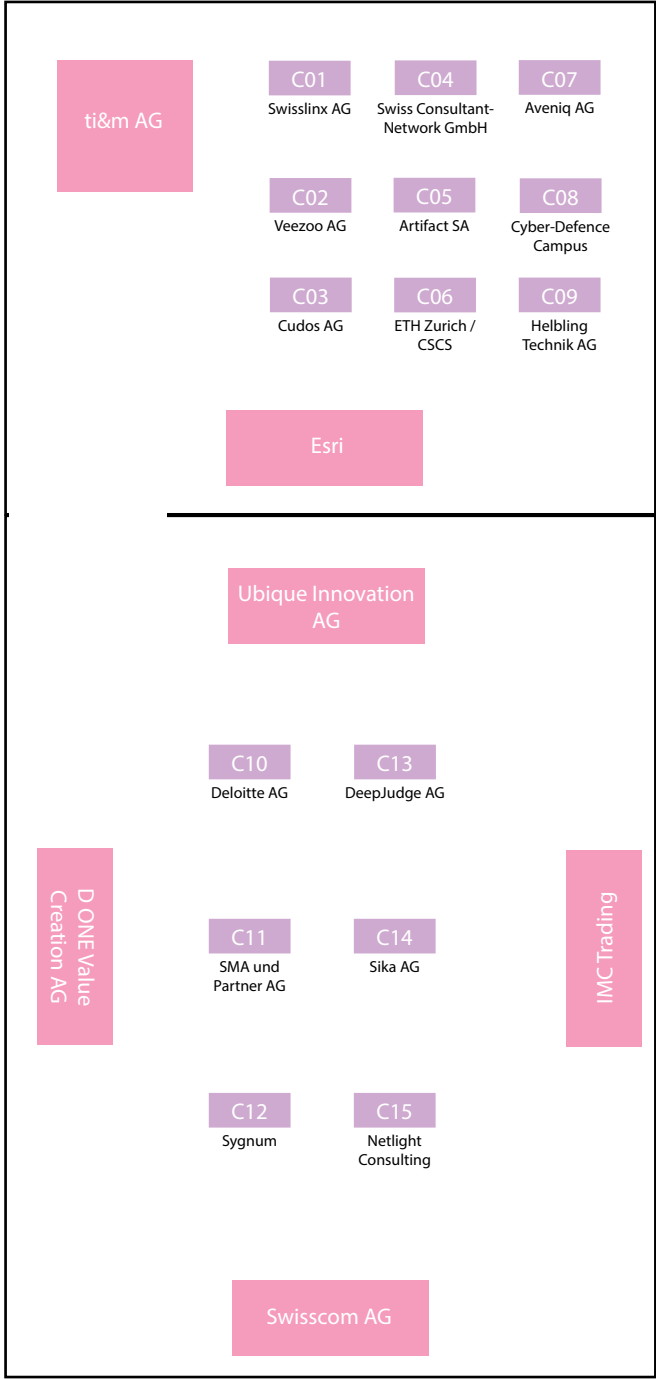 ti&m AG
C01
Swisslinx AG
C04
Swiss Consultant-
Network GmbH
C07
Aveniq AG
C02
Veezoo AG
C05
Artifact SA
C08
Cyber-Defence
Campus
C03
Cudos AG
C06
ETH Zurich /
CSCS
C09
Helbling
Technik AG
Esri
Ubique Innovation
AG
C10
Deloitte AG
C13
DeepJudge AG
D ONE Value
Creation AG
C11
SMA und
Partner AG
C14
Sika AG
IMC Trading
C12
Sygnum
C15
Netlight
Consulting
Swisscom AG